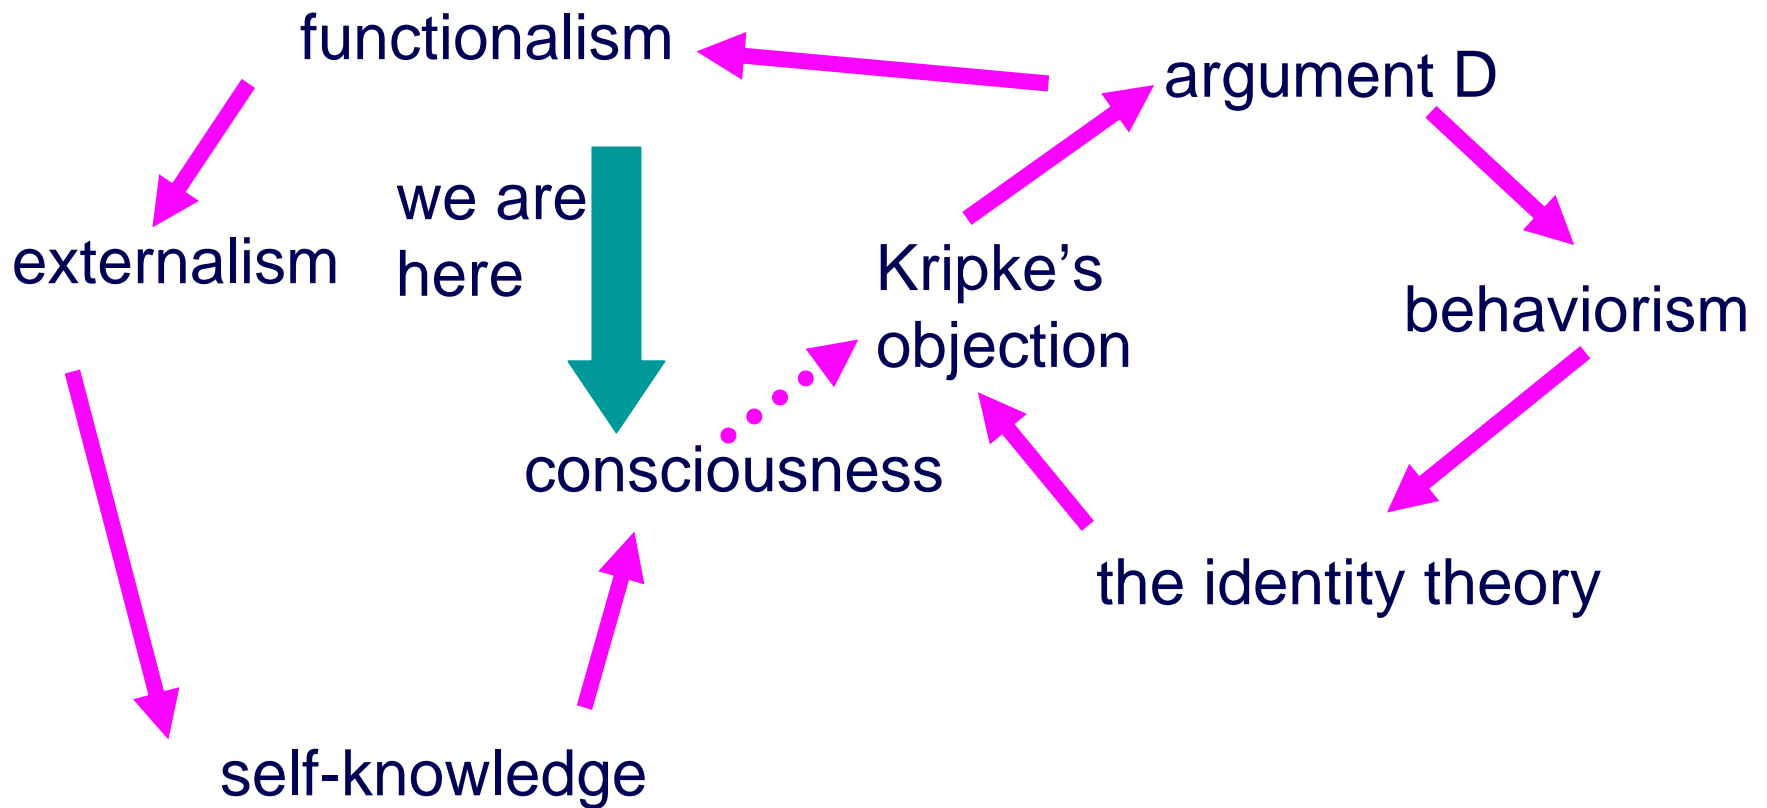 functionalism
argument D
we are
here
externalism
Kripke’s
objection
behaviorism
consciousness
the identity theory
self-knowledge